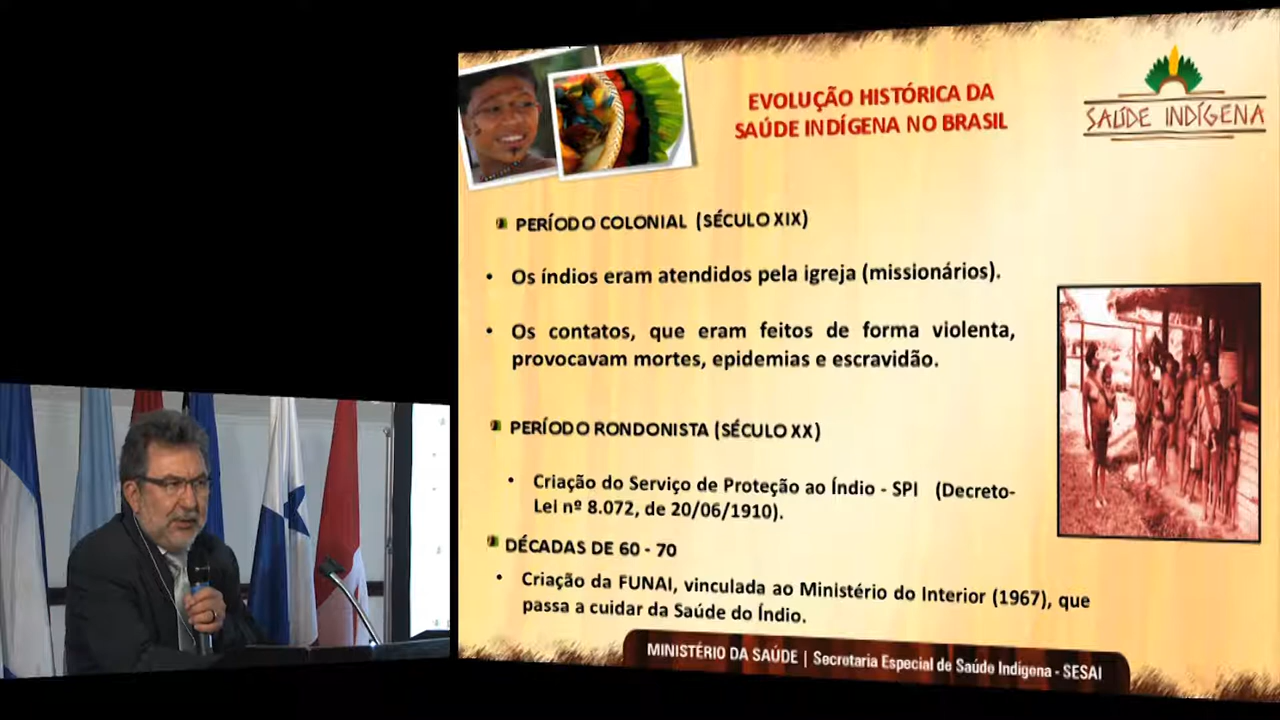 EVOLUÇÃO HISTÓRICA DA
SAÚDE INDÍGENA NO BRASIL
SAÚDE INDÍGENA
PERÍODO COLONIAL (SÉCULO XIX)
• Os índios eram atendidos pela igreja (missionários).
• Os contatos, que eram feitos de forma violenta,
provocavam mortes, epidemias e escravidão.
PERÍODO RONDONISTA (SÉCULO XX)
• Criação do Serviço de Proteção ao Índio - SPI (Decreto-
Lei nº 8.072, de 20/06/1910).
DÉCADAS DE 60 - 70
• Criação da FUNAI, vinculada ao Ministério do Interior (1967), que
passa a cuidar da Saúde do Índio.
MINISTÉRIO DA SAÚDE | Secretaria Especial de Saúde Indígena - SESAI